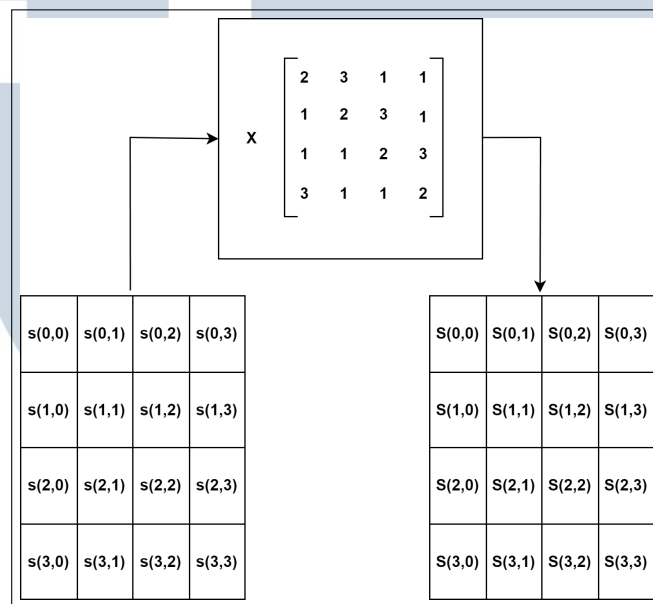 2 3 1 1
1 2 3 1
X
1 1 2 3
3 1 1 2
s(0,0) s(0,1) s(0,2) s(0,3)
s(1,0) s(1,1) s(1,2) s(1,3)
s(2,0) s(2,1) s(2,2) s(2,3)
s(3,0) s(3,1) s(3,2) s(3,3)
S(0,0) S(0,1) S(0,2) S(0,3)
S(1,0) S(1,1) S(1,2) S(1,3)
S(2,0) S(2,1) S(2,2) S(2,3)
S(3,0) S(3,1) S(3,2) S(3,3)